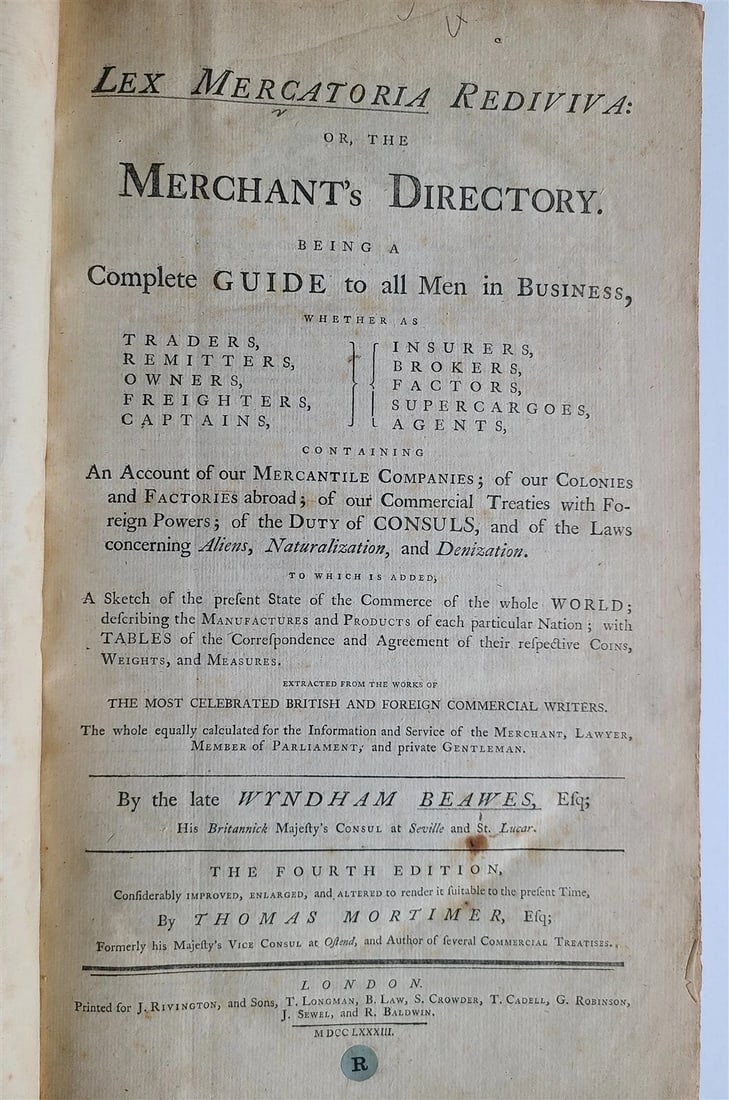 LEX MERCATORIA REDIVIVA:
OR, THE
MERCHANT's DIRECTORY.
BEING A
Complete GUIDE to all Men in BUSINESS,
WHETHER AS
TRADERS,
REMITTERS,
OWNERS,
FREIGHTERS,
CAPTAINS,
INSURERS,
BROKERS,
FACTORS,
SUPERCARGOES,
AGENTS,
CONTAINING
An Account of our MERCANTILE COMPANIES; of our COLONIES
and FACTORIES abroad; of our Commercial Treaties with Fo-
reign Powers; of the DUTY of CONSULS, and of the Laws
concerning Aliens, Naturalization, and Denization.
TO WHICH IS ADDED,
A Sketch of the preſent State of the Commerce of the whole WORLD;
deſcribing the MANUFACTURES and PRODUCTS of each particular Nation; with
TABLES of the Correſpondence and Agreement of their reſpective COINS,
WEIGHTS, and MEASURES.
EXTRACTED FROM THE WORKS OF
THE MOST CELEBRATED BRITISH AND FOREIGN COMMERCIAL WRITERS.
The whole equally calculated for the Information and Service of the MERCHANT, LAWYER,
MEMBER of PARLIAMENT, and private GENTLEMAN.
By the late WYNDHAM BEAWES, Eſq;
His Britannick Majeſty's CONSUL at Seville and St. Lucar.
THE FOURTH EDITION,
Conſiderably IMPROVED, ENLARGED, and ALTERED to render it ſuitable to the preſent Time,
By THOMAS MORTIMER, Eſq;
Formerly his Majeſty's VICE CONSUL at Oſtend, and Author of ſeveral COMMERCIAL TREATISES.
LONDON.
Printed for J. RIVINGTON, and Sons, T. LONGMAN, B. LAW, S. CROWDER, T. CADELL, G. ROBINSON,
J. SEWEL, and R. BALDWIN.
MDCCLXXXIII.
R